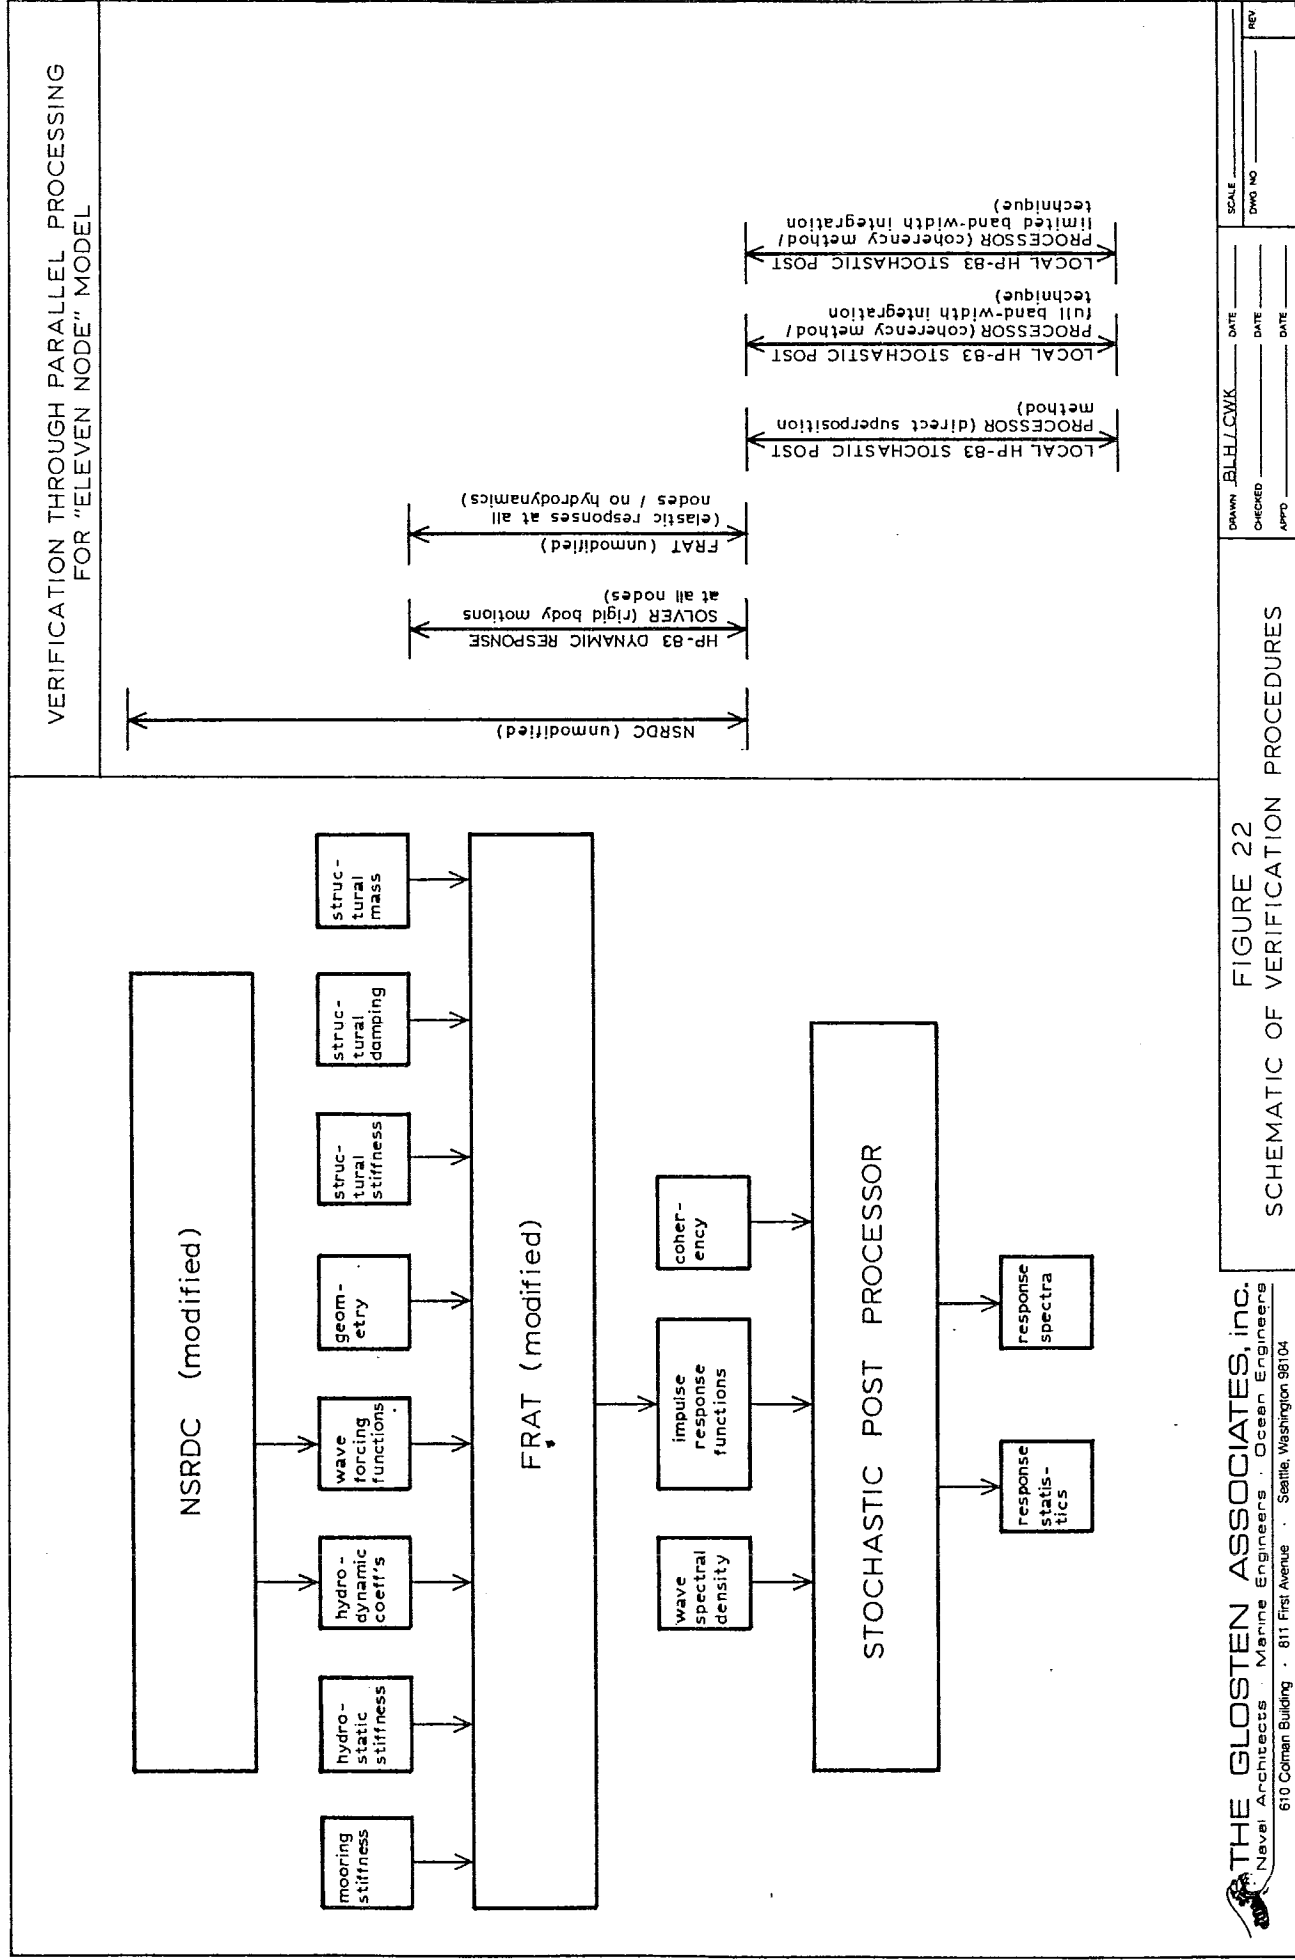 VERIFICATION THROUGH PARALLEL PROCESSING
FOR "ELEVEN NODE" MODEL
NSRDC (modified)
mooring
stiffness
hydro-
static
stiffness
hydro-
dynamic
coeff's
wave
forcing
functions
geom-
etry
struc-
tural
stiffness
struc-
tural
damping
struc-
tural
mass
FRAT (modified)
wave
spectral
density
impulse
response
functions
coher-
ency
STOCHASTIC POST PROCESSOR
response
statis-
tics
response
spectra
NSRDC (unmodified)
HP-83 DYNAMIC RESPONSE
SOLVER (rigid body motions
at all nodes)
FRAT (unmodified)
(elastic responses at all
nodes / no hydrodynamics)
LOCAL HP-83 STOCHASTIC POST
PROCESSOR (direct superposition
method)
LOCAL HP-83 STOCHASTIC POST
PROCESSOR (coherency method/
full band-width integration
technique)
LOCAL HP-83 STOCHASTIC POST
PROCESSOR (coherency method/
limited band-width integration
technique)
THE GLOSTEN ASSOCIATES, inc.
Naval Architects · Marine Engineers · Ocean Engineers
610 Colman Building · 811 First Avenue · Seattle, Washington 98104
FIGURE 22
SCHEMATIC OF VERIFICATION PROCEDURES
DRAWN BLH/CWK DATE
CHECKED DATE
APP'D DATE
SCALE
DWG NO
REV